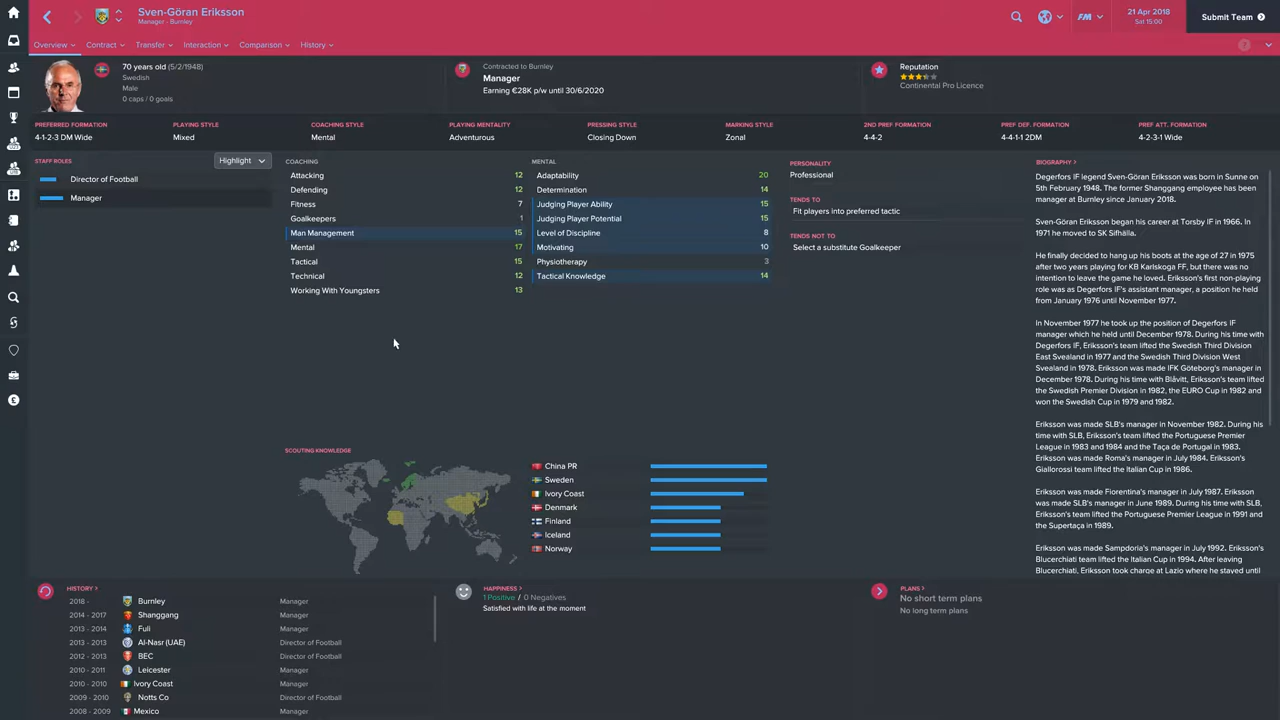 Sven-Göran Eriksson
Manager - Burnley
FM
21 Apr 2018
Sat 15:00
Submit Team
Overview
Contract
Transfer
Interaction
Comparison
History
70 years old (5/2/1948)
Swedish
Male
0 caps / 0 goals
Contracted to Burnley
Manager
Earning €28K p/w until 30/6/2020
Reputation
Continental Pro Licence
PREFERRED FORMATION
4-1-2-3 DM Wide
PLAYING STYLE
Mixed
COACHING STYLE
Mental
PLAYING MENTALITY
Adventurous
PRESSING STYLE
Closing Down
MARKING STYLE
Zonal
2ND PREF FORMATION
4-4-2
PREF DEF. FORMATION
4-4-1-1 2DM
PREF ATT. FORMATION
4-2-3-1 Wide
STAFF ROLES
Highlight
Director of Football
Manager
COACHING
Attacking 12
Defending 12
Fitness 7
Goalkeepers 1
Man Management 15
Mental 17
Tactical 15
Technical 12
Working With Youngsters 13
MENTAL
Adaptability 20
Determination 14
Judging Player Ability 15
Judging Player Potential 15
Level of Discipline 8
Motivating 10
Physiotherapy 3
Tactical Knowledge 14
PERSONALITY
Professional
TENDS TO
Fit players into preferred tactic
TENDS NOT TO
Select a substitute Goalkeeper
BIOGRAPHY >
Degerfors IF legend Sven-Göran Eriksson was born in Sunne on
5th February 1948. The former Shanggang employee has been
manager at Burnley since January 2018.
Sven-Göran Eriksson began his career at Torsby IF in 1966. In
1971 he moved to SK Sifhälla.
He finally decided to hang up his boots at the age of 27 in 1975
after two years playing for KB Karlskoga FF, but there was no
intention to leave the game he loved. Eriksson's first non-playing
role was as Degerfors IF's assistant manager, a position he held
from January 1976 until November 1977.
In November 1977 he took up the position of Degerfors IF
manager which he held until December 1978. During his time with
Degerfors IF, Eriksson's team lifted the Swedish Third Division
East Svealand in 1977 and the Swedish Third Division West
Svealand in 1978. Eriksson was made IFK Göteborg's manager in
December 1978. During his time with Blåvitt, Eriksson's team lifted
the Swedish Premier Division in 1982, the EURO Cup in 1982 and
won the Swedish Cup in 1979 and 1982.
Eriksson was made SLB's manager in November 1982. During his
time with SLB, Eriksson's team lifted the Portuguese Premier
League in 1983 and 1984 and the Taça de Portugal in 1983.
Eriksson was made Roma's manager in July 1984. Eriksson's
Giallorossi team lifted the Italian Cup in 1986.
Eriksson was made Fiorentina's manager in July 1987. Eriksson
was made SLB's manager in June 1989. During his time with SLB,
Eriksson's team lifted the Portuguese Premier League in 1991 and
the Supertaça in 1989.
Eriksson was made Sampdoria's manager in July 1992. Eriksson's
Blucerchiati team lifted the Italian Cup in 1994. After leaving
Blucerchiati, Eriksson took charge at Lazio where he stayed until
SCOUTING KNOWLEDGE
China PR
Sweden
Ivory Coast
Denmark
Finland
Iceland
Norway
HISTORY >
2018 - Burnley Manager
2014 - 2017 Shanggang Manager
2013 - 2014 Fuli Manager
2013 - 2013 Al-Nasr (UAE) Director of Football
2012 - 2013 BEC Director of Football
2010 - 2011 Leicester Manager
2010 - 2010 Ivory Coast Manager
2009 - 2010 Notts Co Director of Football
2008 - 2009 Mexico Manager
HAPPINESS >
1 Positive / 0 Negatives
Satisfied with life at the moment
PLANS >
No short term plans
No long term plans